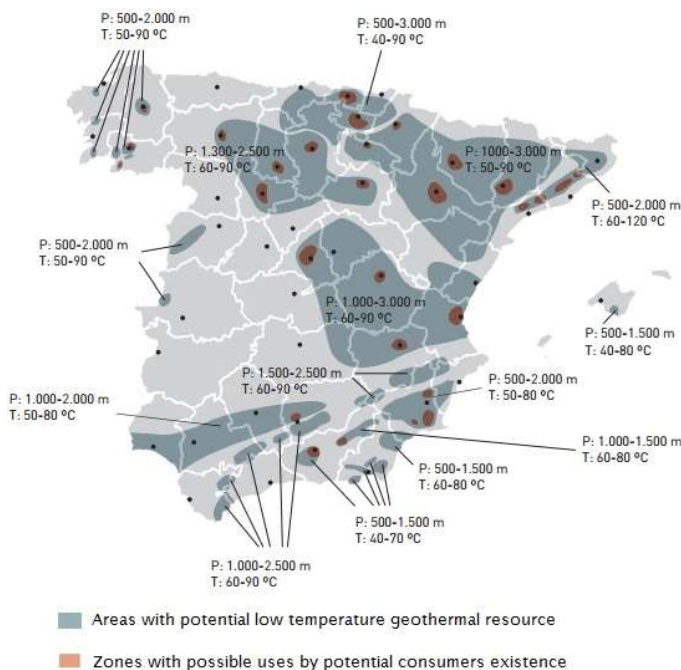 P: 500-2.000 m
T: 50-90 ºC
P: 500-3.000 m
T: 40-90 ºC
P: 1.300-2.500 m
T: 60-90 ºC
P: 1000-3.000 m
T: 50-90 ºC
P: 500-2.000 m
T: 60-120 ºC
P: 500-2.000 m
T: 50-90 ºC
P: 1.000-3.000 m
T: 60-90 ºC
P: 500-1.500 m
T: 40-80 ºC
P: 1.500-2.500 m
T: 60-90 ºC
P: 500-2.000 m
T: 50-80 ºC
P: 1.000-2.000 m
T: 50-80 ºC
P: 1.000-1.500 m
T: 60-80 ºC
P: 500-1.500 m
T: 60-80 ºC
P: 500-1.500 m
T: 40-70 ºC
P: 1.000-2.500 m
T: 60-90 ºC
Areas with potential low temperature geothermal resource
Zones with possible uses by potential consumers existence